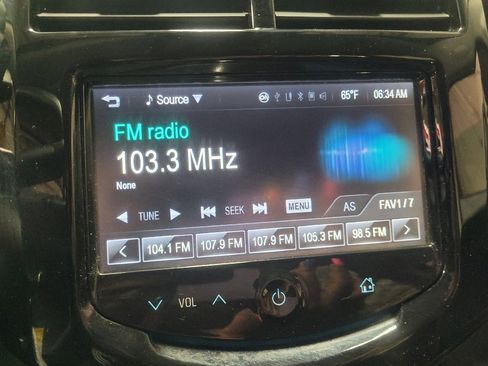 ♪ Source ▼ 65°F 06:34 AM
FM radio
103.3 MHz
None
◀ TUNE ▶ SEEK MENU AS FAV1/7
104.1 FM 107.9 FM 107.9 FM 105.3 FM 98.5 FM
VOL